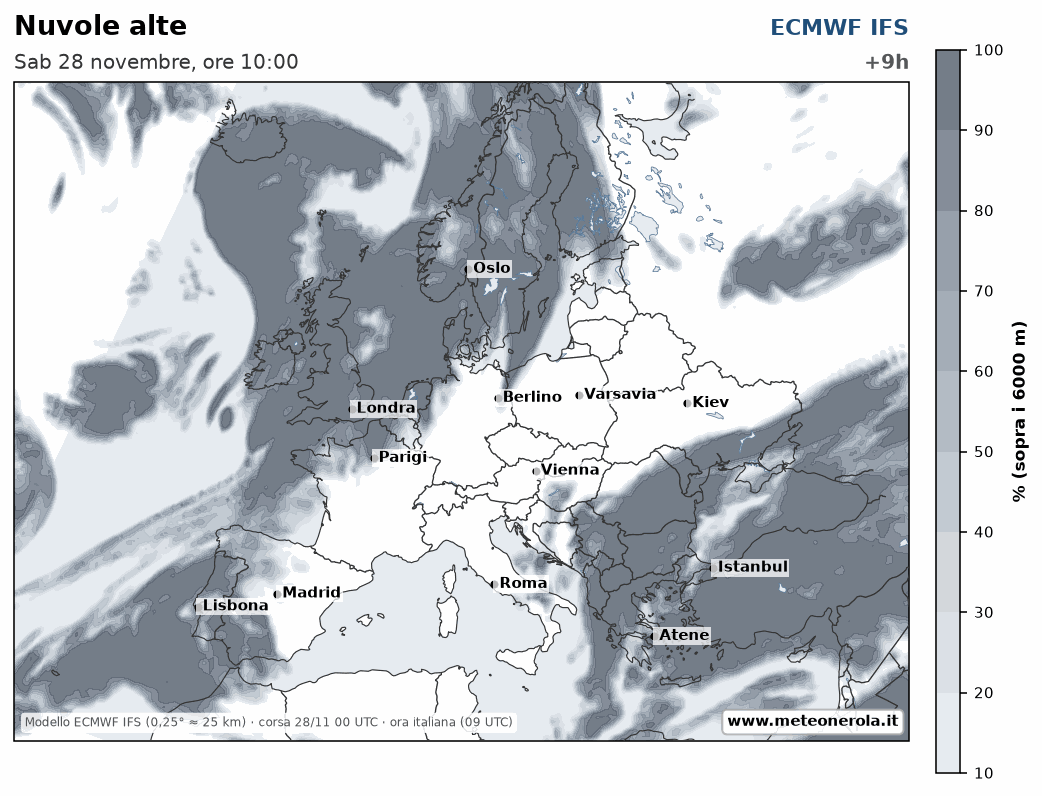 Nuvole alte
ECMWF IFS
Sab 28 novembre, ore 10:00
+9h
100
90
80
70
60
50
40
30
20
10
% (sopra i 6000 m)
Oslo
Berlino
Varsavia
Kiev
Londra
Parigi
Vienna
Istanbul
Roma
Madrid
Lisbona
Atene
Modello ECMWF IFS (0,25° ≈ 25 km) · corsa 28/11 00 UTC · ora italiana (09 UTC)
www.meteonerola.it